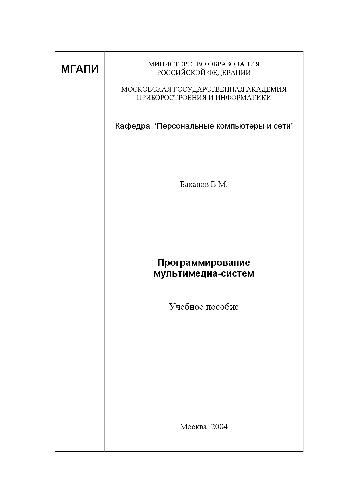 МГАПИ
МИНИСТЕРСТВО ОБРАЗОВАНИЯ
РОССИЙСКОЙ ФЕДЕРАЦИИ
МОСКОВСКАЯ ГОСУДАРСТВЕННАЯ АКАДЕМИЯ
ПРИБОРОСТРОЕНИЯ И ИНФОРМАТИКИ
Кафедра "Персональные компьютеры и сети"
Баканов В.М.
Программирование
мультимедиа-систем
Учебное пособие
Москва, 2004